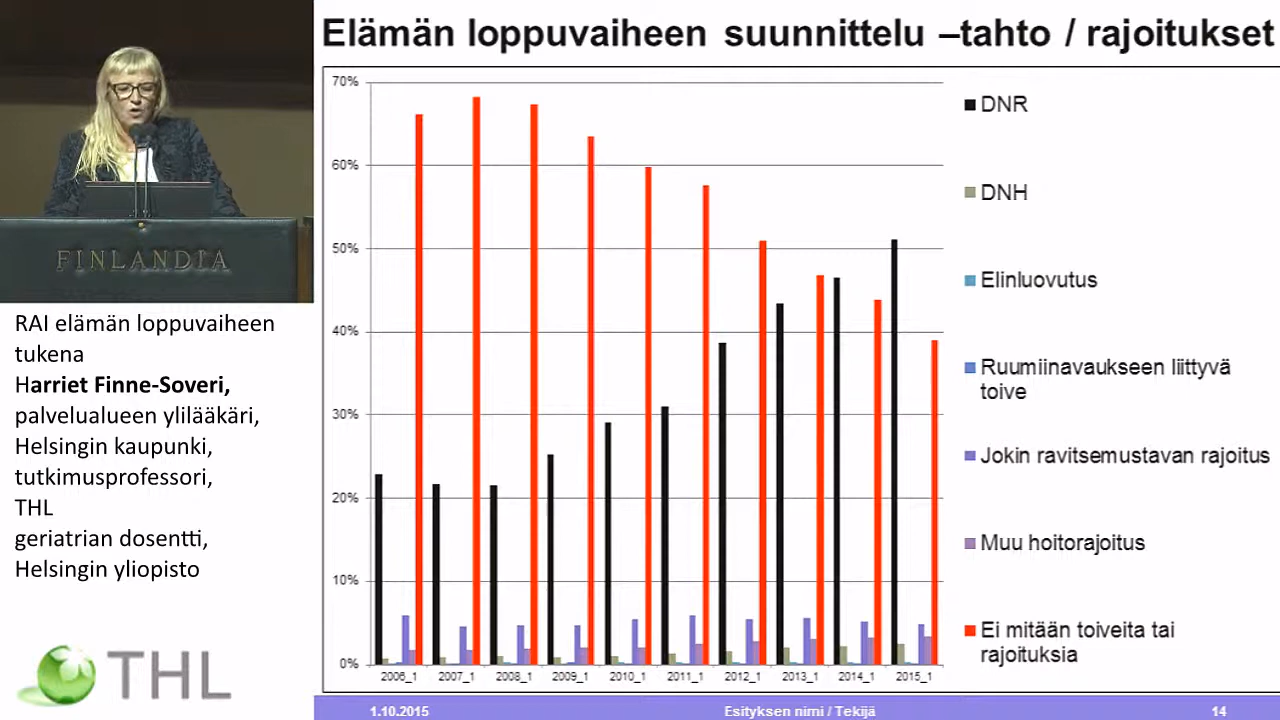 Elämän loppuvaiheen suunnittelu –tahto / rajoitukset
FINLANDIA
RAI elämän loppuvaiheen
tukena
Harriet Finne-Soveri,
palvelualueen ylilääkäri,
Helsingin kaupunki,
tutkimusprofessori,
THL
geriatrian dosentti,
Helsingin yliopisto
THL
70%
60%
50%
40%
30%
20%
10%
0%
2006_1 2007_1 2008_1 2009_1 2010_1 2011_1 2012_1 2013_1 2014_1 2015_1
DNR
DNH
Elinluovutus
Ruumiinavaukseen liittyvä
toive
Jokin ravitsemustavan rajoitus
Muu hoitorajoitus
Ei mitään toiveita tai
rajoituksia
1.10.2015 Esityksen nimi / Tekijä 14